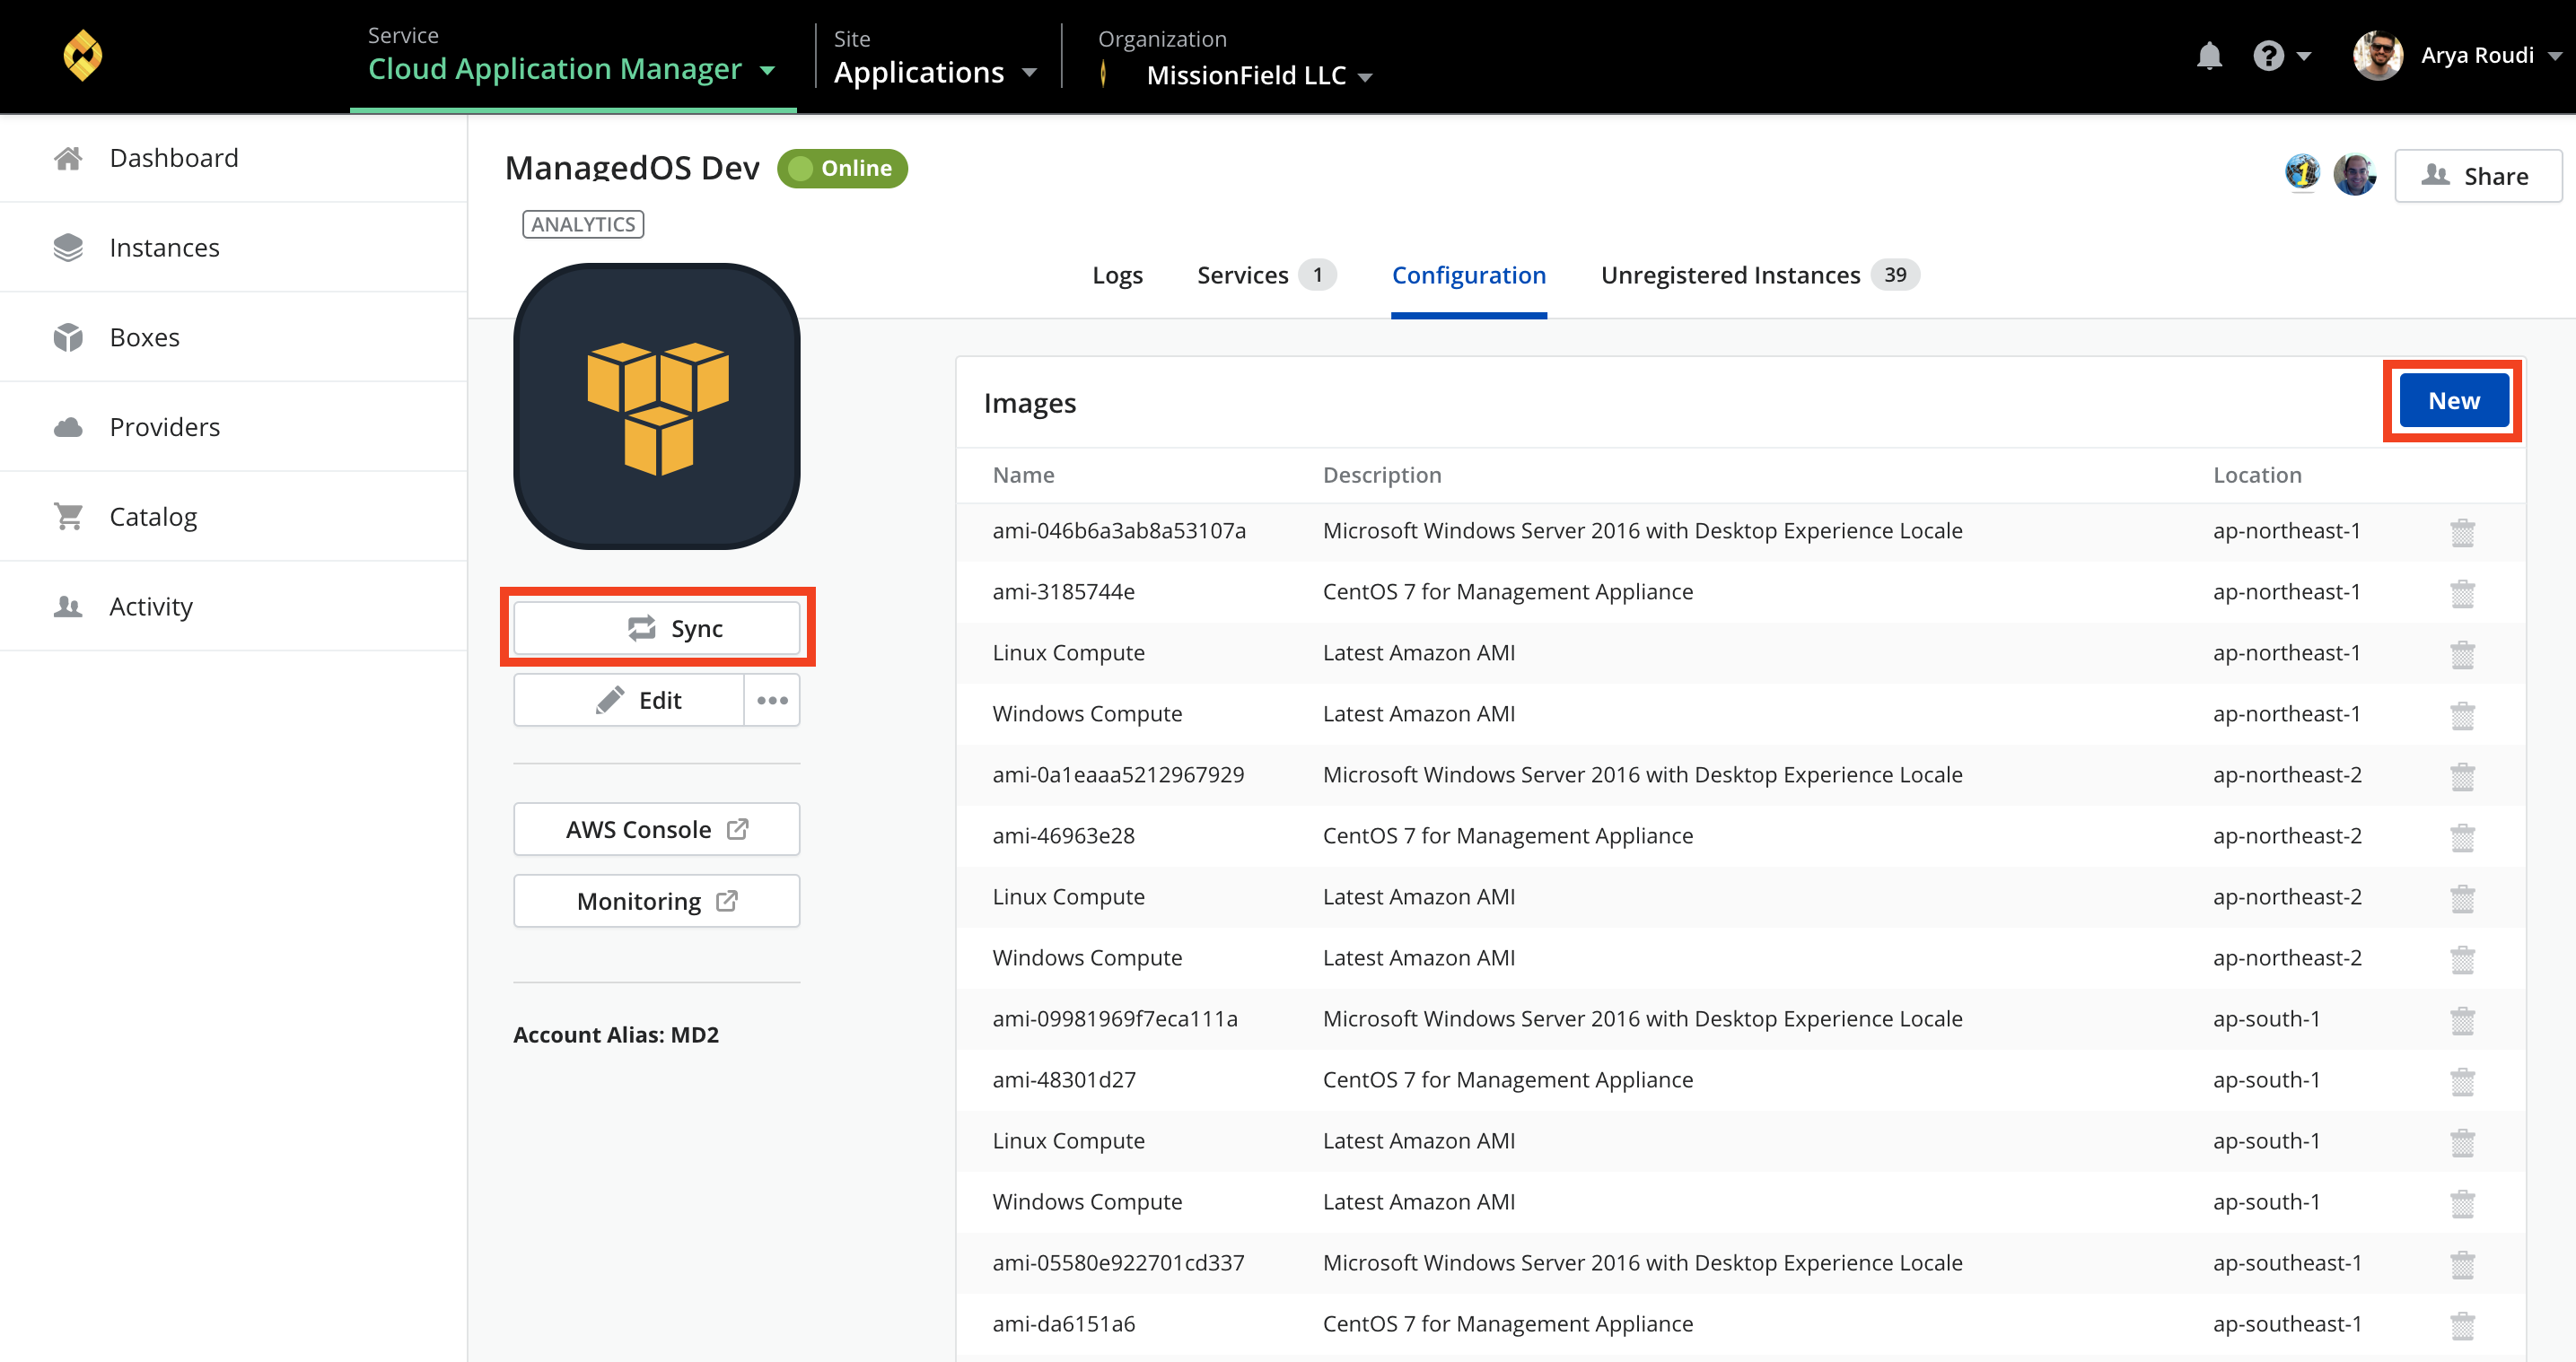 Service
Cloud Application Manager
Site
Applications
Organization
MissionField LLC
Arya Roudi
Dashboard
Instances
Boxes
Providers
Catalog
Activity
ManagedOS Dev
Online
ANALYTICS
Share
Logs
Services 1
Configuration
Unregistered Instances 39
Sync
Edit
AWS Console
Monitoring
Account Alias: MD2
Images
New
Name Description Location
ami-046b6a3ab8a53107a Microsoft Windows Server 2016 with Desktop Experience Locale ap-northeast-1
ami-3185744e CentOS 7 for Management Appliance ap-northeast-1
Linux Compute Latest Amazon AMI ap-northeast-1
Windows Compute Latest Amazon AMI ap-northeast-1
ami-0a1eaaa5212967929 Microsoft Windows Server 2016 with Desktop Experience Locale ap-northeast-2
ami-46963e28 CentOS 7 for Management Appliance ap-northeast-2
Linux Compute Latest Amazon AMI ap-northeast-2
Windows Compute Latest Amazon AMI ap-northeast-2
ami-09981969f7eca111a Microsoft Windows Server 2016 with Desktop Experience Locale ap-south-1
ami-48301d27 CentOS 7 for Management Appliance ap-south-1
Linux Compute Latest Amazon AMI ap-south-1
Windows Compute Latest Amazon AMI ap-south-1
ami-05580e922701cd337 Microsoft Windows Server 2016 with Desktop Experience Locale ap-southeast-1
ami-da6151a6 CentOS 7 for Management Appliance ap-southeast-1